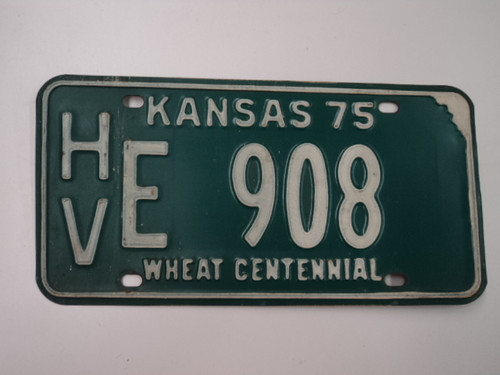 KANSAS 75
HV E 908
WHEAT CENTENNIAL